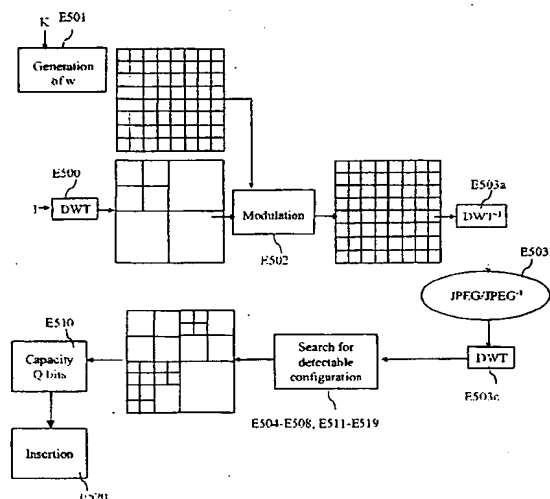 K
E501
Generation
of w
E500
I
DWT
Modulation
E502
E503a
DWT-1
E503
JPEG/JPEG-1
E510
Capacity
Q bits
Search for
detectable
configuration
DWT
E503c
E504-E508, E511-E519
Insertion
E520